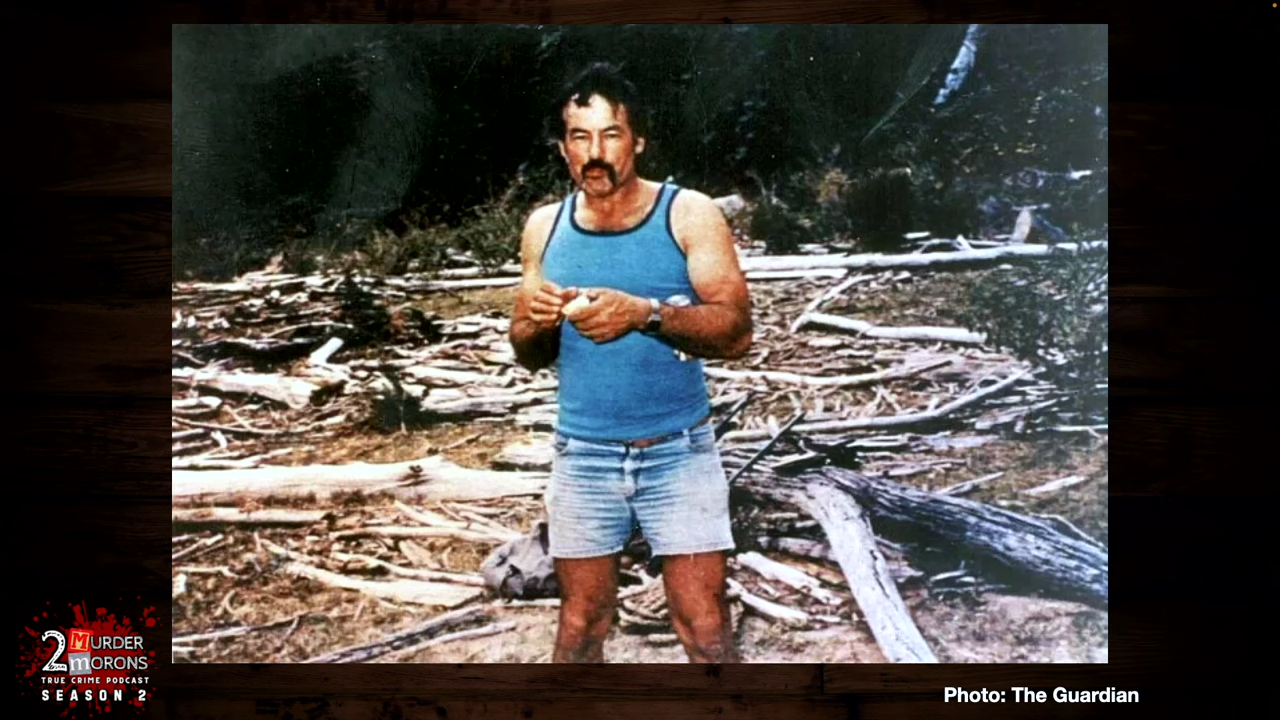 2 MURDER
MORONS
TRUE CRIME PODCAST
SEASON 2
Photo: The Guardian